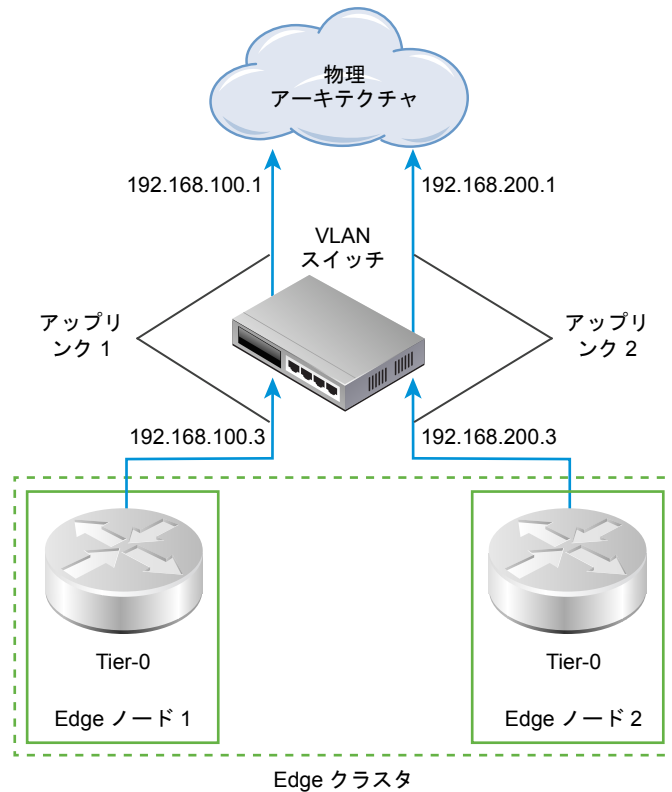 物理
アーキテクチャ
192.168.100.1
192.168.200.1
VLAN
スイッチ
アップリ
ンク 1
アップリ
ンク 2
192.168.100.3
192.168.200.3
Tier-0
Tier-0
Edge ノード 1
Edge ノード 2
Edge クラスタ